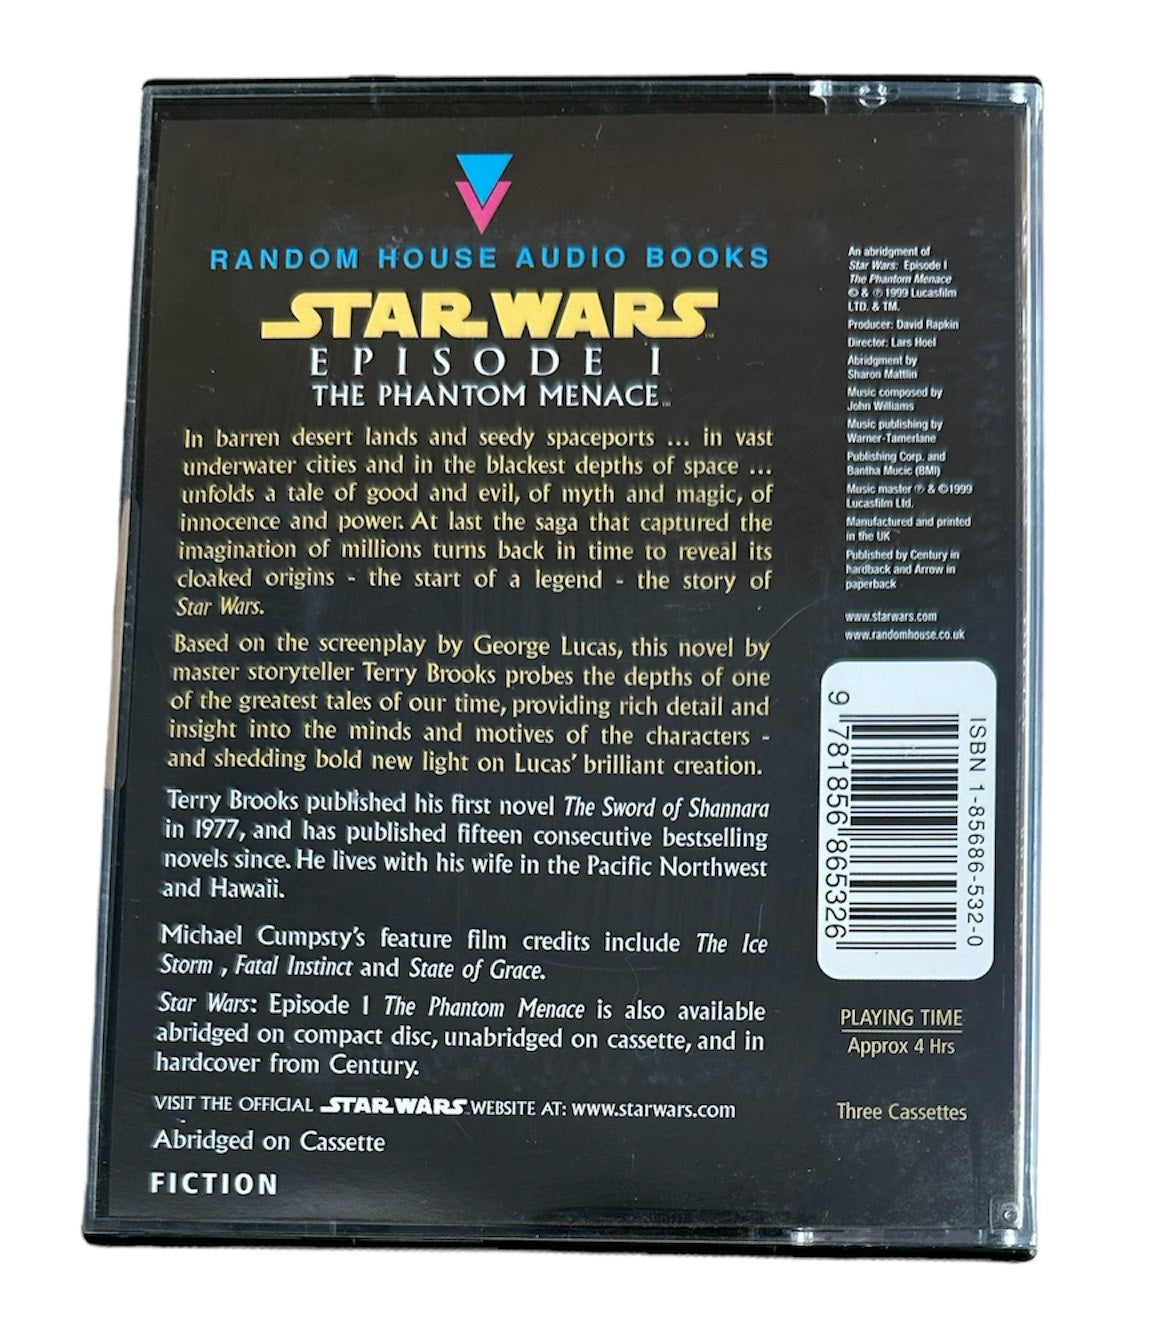 RANDOM HOUSE AUDIO BOOKS
STAR WARS
EPISODE I
THE PHANTOM MENACE™
In barren desert lands and seedy spaceports ... in vast
underwater cities and in the blackest depths of space ...
unfolds a tale of good and evil, of myth and magic, of
innocence and power. At last the saga that captured the
imagination of millions turns back in time to reveal its
cloaked origins - the start of a legend - the story of
Star Wars.
Based on the screenplay by George Lucas, this novel by
master storyteller Terry Brooks probes the depths of one
of the greatest tales of our time, providing rich detail and
insight into the minds and motives of the characters -
and shedding bold new light on Lucas' brilliant creation.
Terry Brooks published his first novel The Sword of Shannara
in 1977, and has published fifteen consecutive bestselling
novels since. He lives with his wife in the Pacific Northwest
and Hawaii.
Michael Cumpsty's feature film credits include The Ice
Storm , Fatal Instinct and State of Grace.
Star Wars: Episode 1 The Phantom Menace is also available
abridged on compact disc, unabridged on cassette, and in
hardcover from Century.
VISIT THE OFFICIAL STAR WARS WEBSITE AT: www.starwars.com
Abridged on Cassette
FICTION
An abridgment of
Star Wars: Episode I
The Phantom Menace
© & ℗ 1999 Lucasfilm
LTD. & TM.
Producer: David Rapkin
Director: Lars Hoel
Abridgment by
Sharon Mattlin
Music composed by
John Williams
Music publishing by
Warner-Tamerlane
Publishing Corp. and
Bantha Music (BMI)
Music master ℗ & ©1999
Lucasfilm Ltd.
Manufactured and printed
in the UK
Published by Century in
hardback and Arrow in
paperback
www.starwars.com
www.randomhouse.co.uk
ISBN 1-85686-532-0
9 781856 865326
PLAYING TIME
Approx 4 Hrs
Three Cassettes